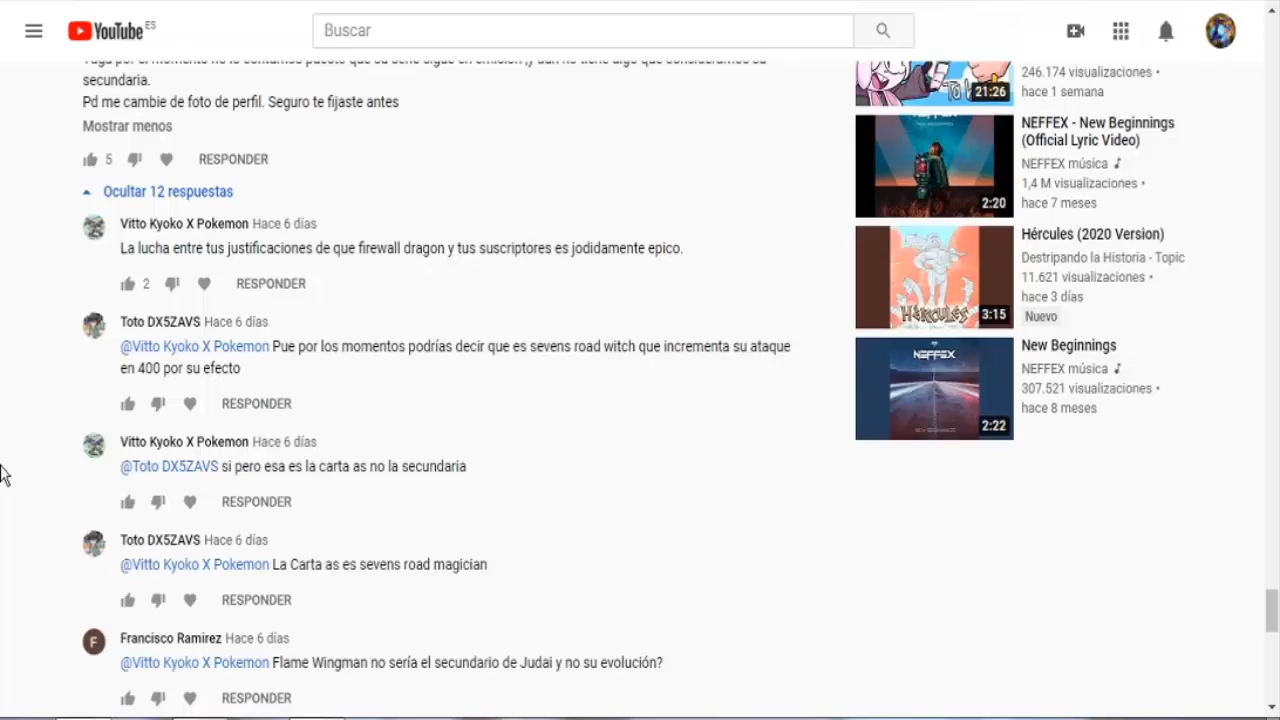 YouTube ES
Buscar
secundaria.
Pd me cambie de foto de perfil. Seguro te fijaste antes
Mostrar menos
5 RESPONDER
Ocultar 12 respuestas
Vitto Kyoko X Pokemon Hace 6 días
La lucha entre tus justificaciones de que firewall dragon y tus suscriptores es jodidamente epico.
2 RESPONDER
Toto DX5ZAVS Hace 6 días
@Vitto Kyoko X Pokemon Pue por los momentos podrías decir que es sevens road witch que incrementa su ataque
en 400 por su efecto
RESPONDER
Vitto Kyoko X Pokemon Hace 6 días
@Toto DX5ZAVS si pero esa es la carta as no la secundaria
RESPONDER
Toto DX5ZAVS Hace 6 días
@Vitto Kyoko X Pokemon La Carta as es sevens road magician
RESPONDER
F
Francisco Ramirez Hace 6 días
@Vitto Kyoko X Pokemon Flame Wingman no sería el secundario de Judai y no su evolución?
RESPONDER
21:26
246.174 visualizaciones •
hace 1 semana
2:20
NEFFEX - New Beginnings
(Official Lyric Video)
NEFFEX música
1,4 M visualizaciones •
hace 7 meses
HÉRCULES
3:15
Hércules (2020 Version)
Destripando la Historia - Topic
11.621 visualizaciones •
hace 3 días
Nuevo
NEFFEX
NEW BEGINNINGS
2:22
New Beginnings
NEFFEX música
307.521 visualizaciones •
hace 8 meses